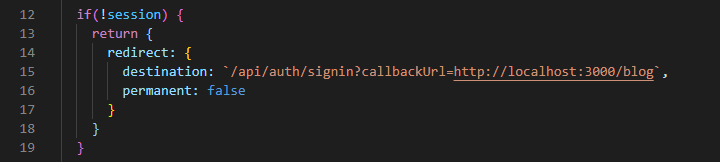 12 if(!session) {
13 return {
14 redirect: {
15 destination: `/api/auth/signin?callbackUrl=http://localhost:3000/blog`,
16 permanent: false
17 }
18 }
19 }